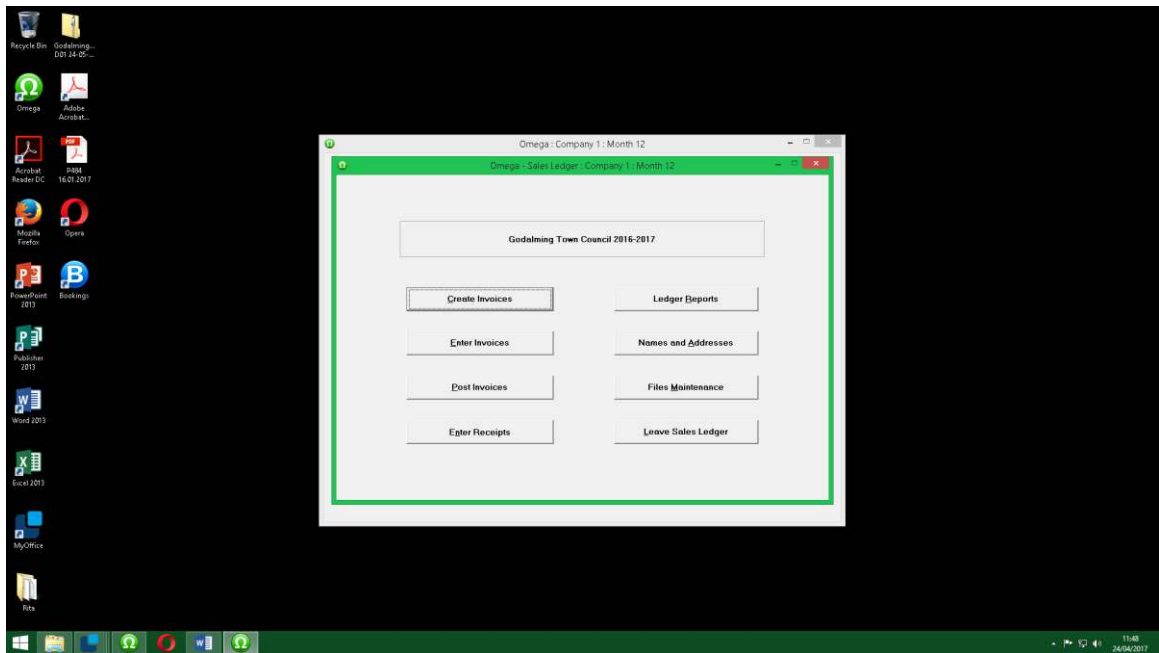 Recycle Bin
Godalming...
D01 24-05-...
Omega
Adobe
Acrobat...
Acrobat
Reader DC
PDF
P484
16.01.2017
Mozilla
Firefox
Opera
PowerPoint
2013
Bookings
Publisher
2013
Word 2013
Excel 2013
MyOffice
Rita
Omega : Company 1 : Month 12
Omega - Sales Ledger : Company 1 : Month 12
Godalming Town Council 2016-2017
Create Invoices
Ledger Reports
Enter Invoices
Names and Addresses
Post Invoices
Files Maintenance
Enter Receipts
Leave Sales Ledger
11:48
24/04/2017